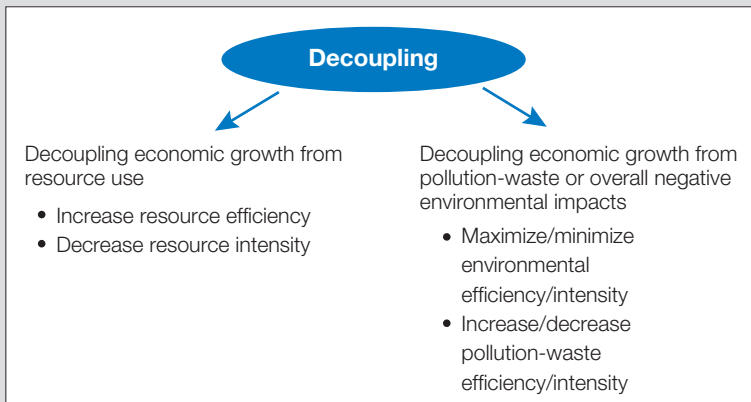 Decoupling
Decoupling economic growth from
resource use
• Increase resource efficiency
• Decrease resource intensity
Decoupling economic growth from
pollution-waste or overall negative
environmental impacts
• Maximize/minimize
environmental
efficiency/intensity
• Increase/decrease
pollution-waste
efficiency/intensity